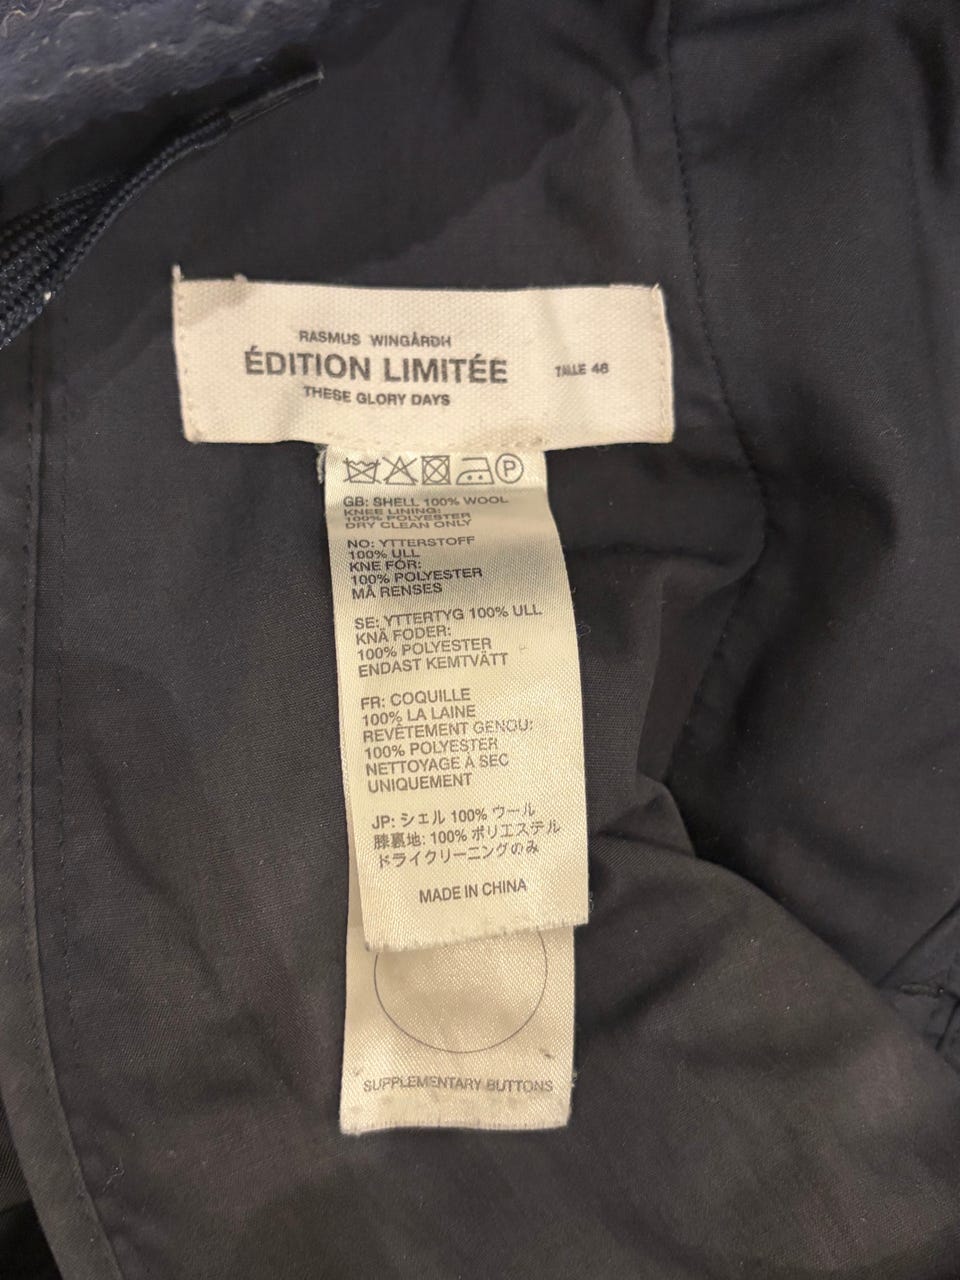 RASMUS WINGÅRDH
ÉDITION LIMITÉE
THESE GLORY DAYS
TALLE 46
P
GB: SHELL 100% WOOL
KNEE LINING:
100% POLYESTER
DRY CLEAN ONLY
NO: YTTERSTOFF
100% ULL
KNE FÓR:
100% POLYESTER
MÅ RENSES
SE: YTTERTYG 100% ULL
KNÄ FODER:
100% POLYESTER
ENDAST KEMTVÄTT
FR: COQUILLE
100% LA LAINE
REVÊTEMENT GENOU:
100% POLYESTER
NETTOYAGE À SEC
UNIQUEMENT
JP: シェル 100% ウール
膝裏地: 100% ポリエステル
ドライクリーニングのみ
MADE IN CHINA
SUPPLEMENTARY BUTTONS